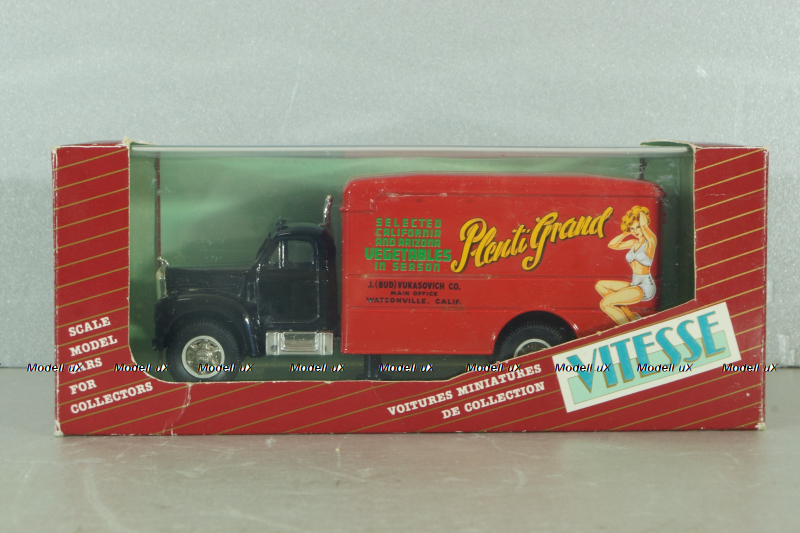 SELECTED
CALIFORNIA
AND ARIZONA
VEGETABLES
IN SEASON
Plenti Grand
J. (BUD) VUKASOVICH CO.
MAIN OFFICE
WATSONVILLE, CALIF.
SCALE
MODEL
CARS
FOR
COLLECTORS
VOITURES MINIATURES
DE COLLECTION
VITESSE
Modell uX Modell uX Modell uX Modell uX Modell uX Modell uX Modell uX Modell uX Modell uX